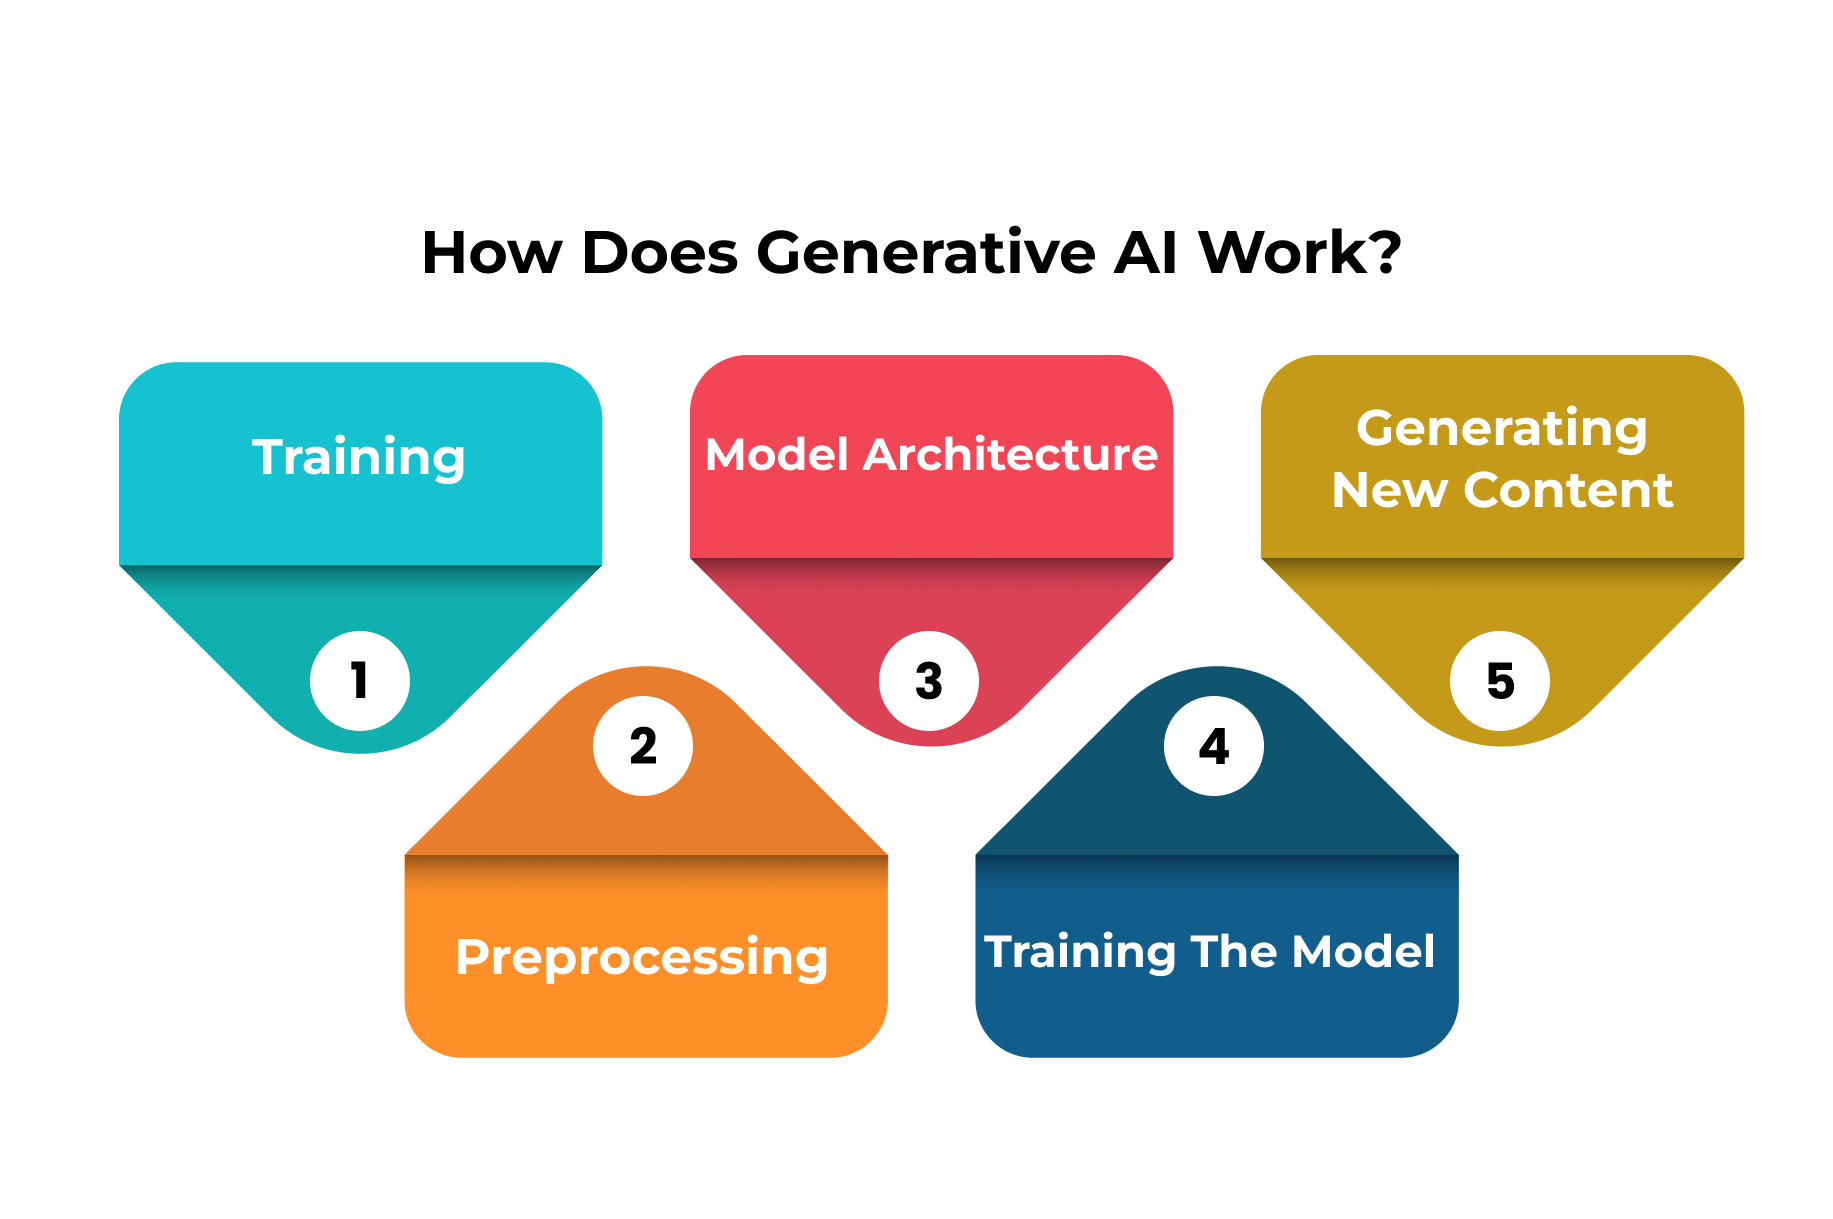 How Does Generative AI Work?
Training
1
2
Preprocessing
Model Architecture
3
4
Training The Model
Generating
New Content
5